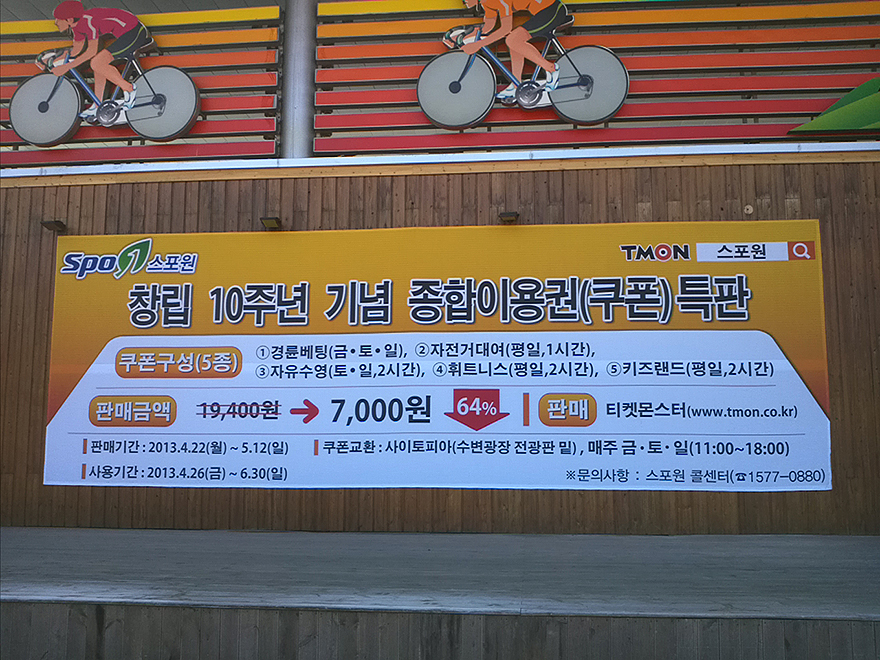 Spo1 스포원
TMON 스포원
창립 10주년 기념 종합이용권(쿠폰)특판
쿠폰구성(5종)
①경륜베팅(금·토·일), ②자전거대여(평일,1시간),
③자유수영(토·일,2시간), ④휘트니스(평일,2시간), ⑤키즈랜드(평일,2시간)
판매금액 19,400원 → 7,000원 64% 판매 티켓몬스터(www.tmon.co.kr)
판매기간 : 2013.4.22(월) ~ 5.12(일) 쿠폰교환 : 사이토피아(수변광장 전광판 밑) , 매주 금·토·일(11:00~18:00)
사용기간 : 2013.4.26(금) ~ 6.30(일) ※문의사항 : 스포원 콜센터(☎1577-0880)